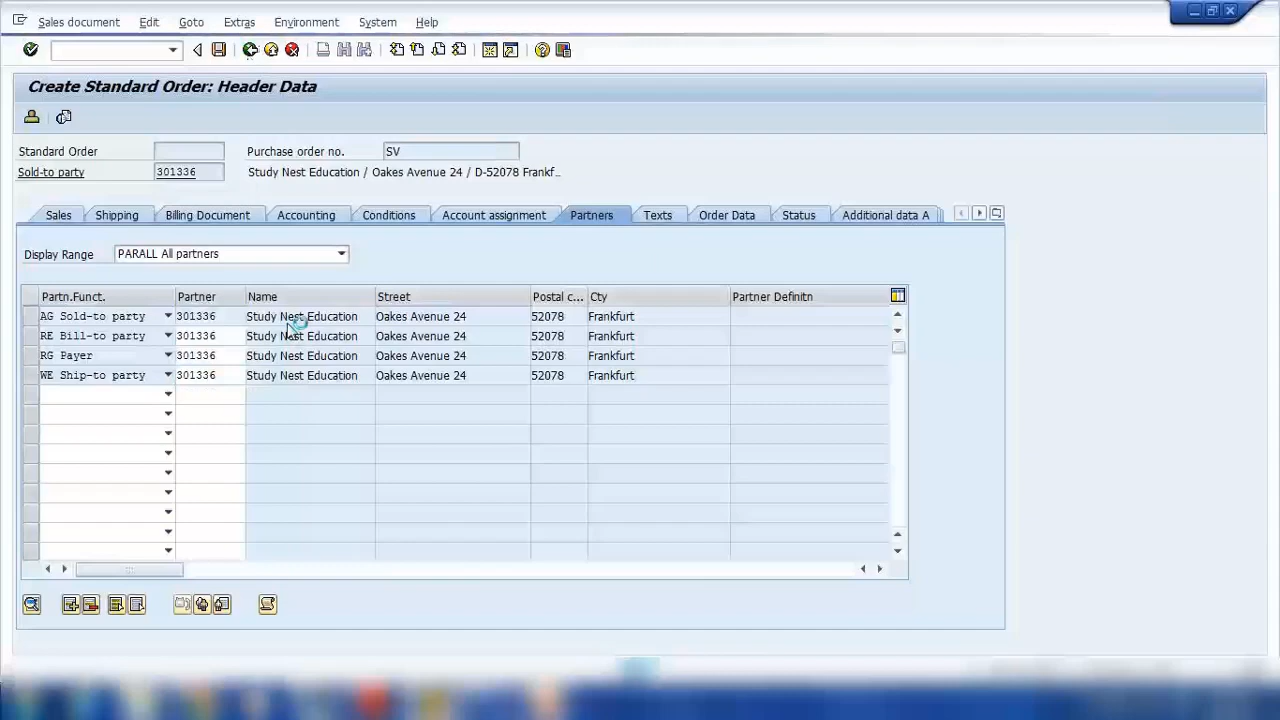 Sales document Edit Goto Extras Environment System Help
Create Standard Order: Header Data
Standard Order Purchase order no. SV
Sold-to party 301336 Study Nest Education / Oakes Avenue 24 / D-52078 Frankf...
Sales Shipping Billing Document Accounting Conditions Account assignment Partners Texts Order Data Status Additional data A
Display Range PARALL All partners
Partn.Funct. Partner Name Street Postal c... Cty Partner Definitn
AG Sold-to party 301336 Study Nest Education Oakes Avenue 24 52078 Frankfurt
RE Bill-to party 301336 Study Nest Education Oakes Avenue 24 52078 Frankfurt
RG Payer 301336 Study Nest Education Oakes Avenue 24 52078 Frankfurt
WE Ship-to party 301336 Study Nest Education Oakes Avenue 24 52078 Frankfurt